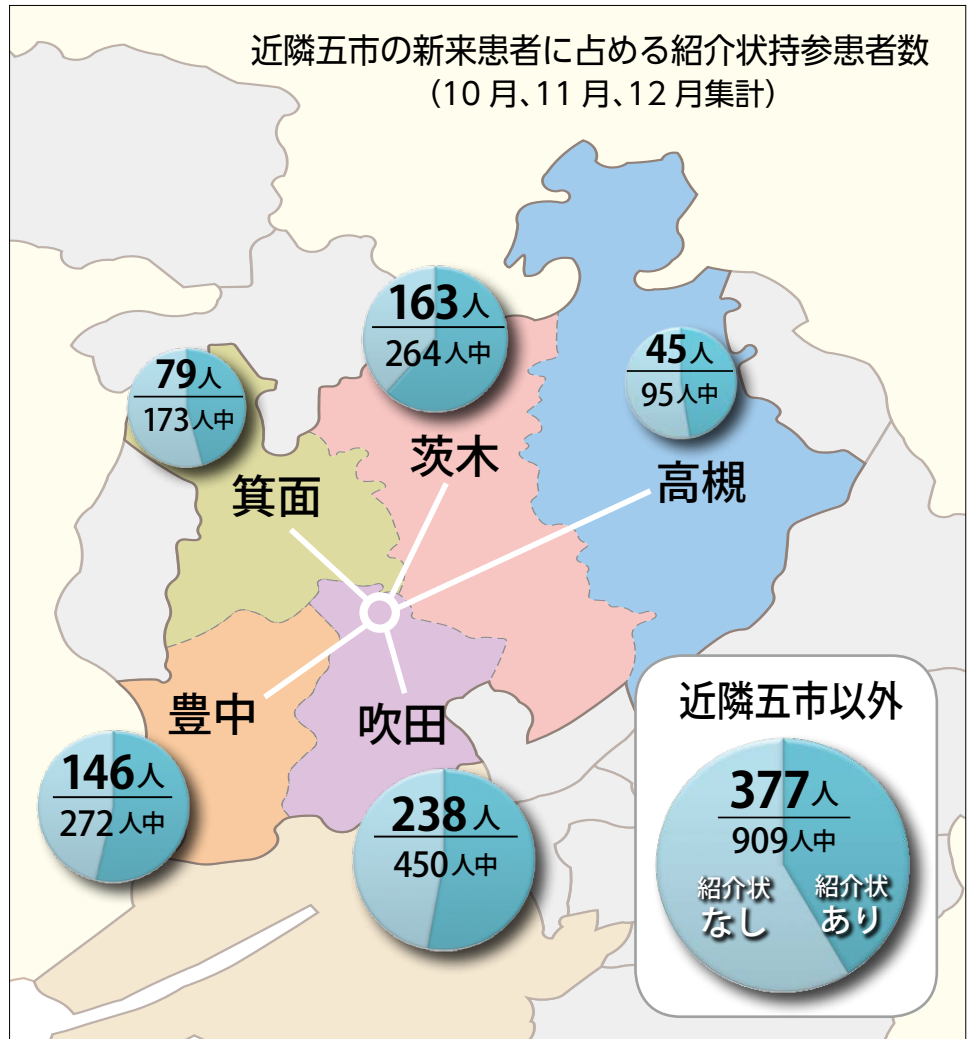 近隣五市の新来患者に占める紹介状持参患者数
(10月、11月、12月集計)
163人
264人中
茨木
79人
173人中
箕面
45人
95人中
高槻
豊中
146人
272人中
吹田
238人
450人中
近隣五市以外
377人
909人中
紹介状
なし
紹介状
あり